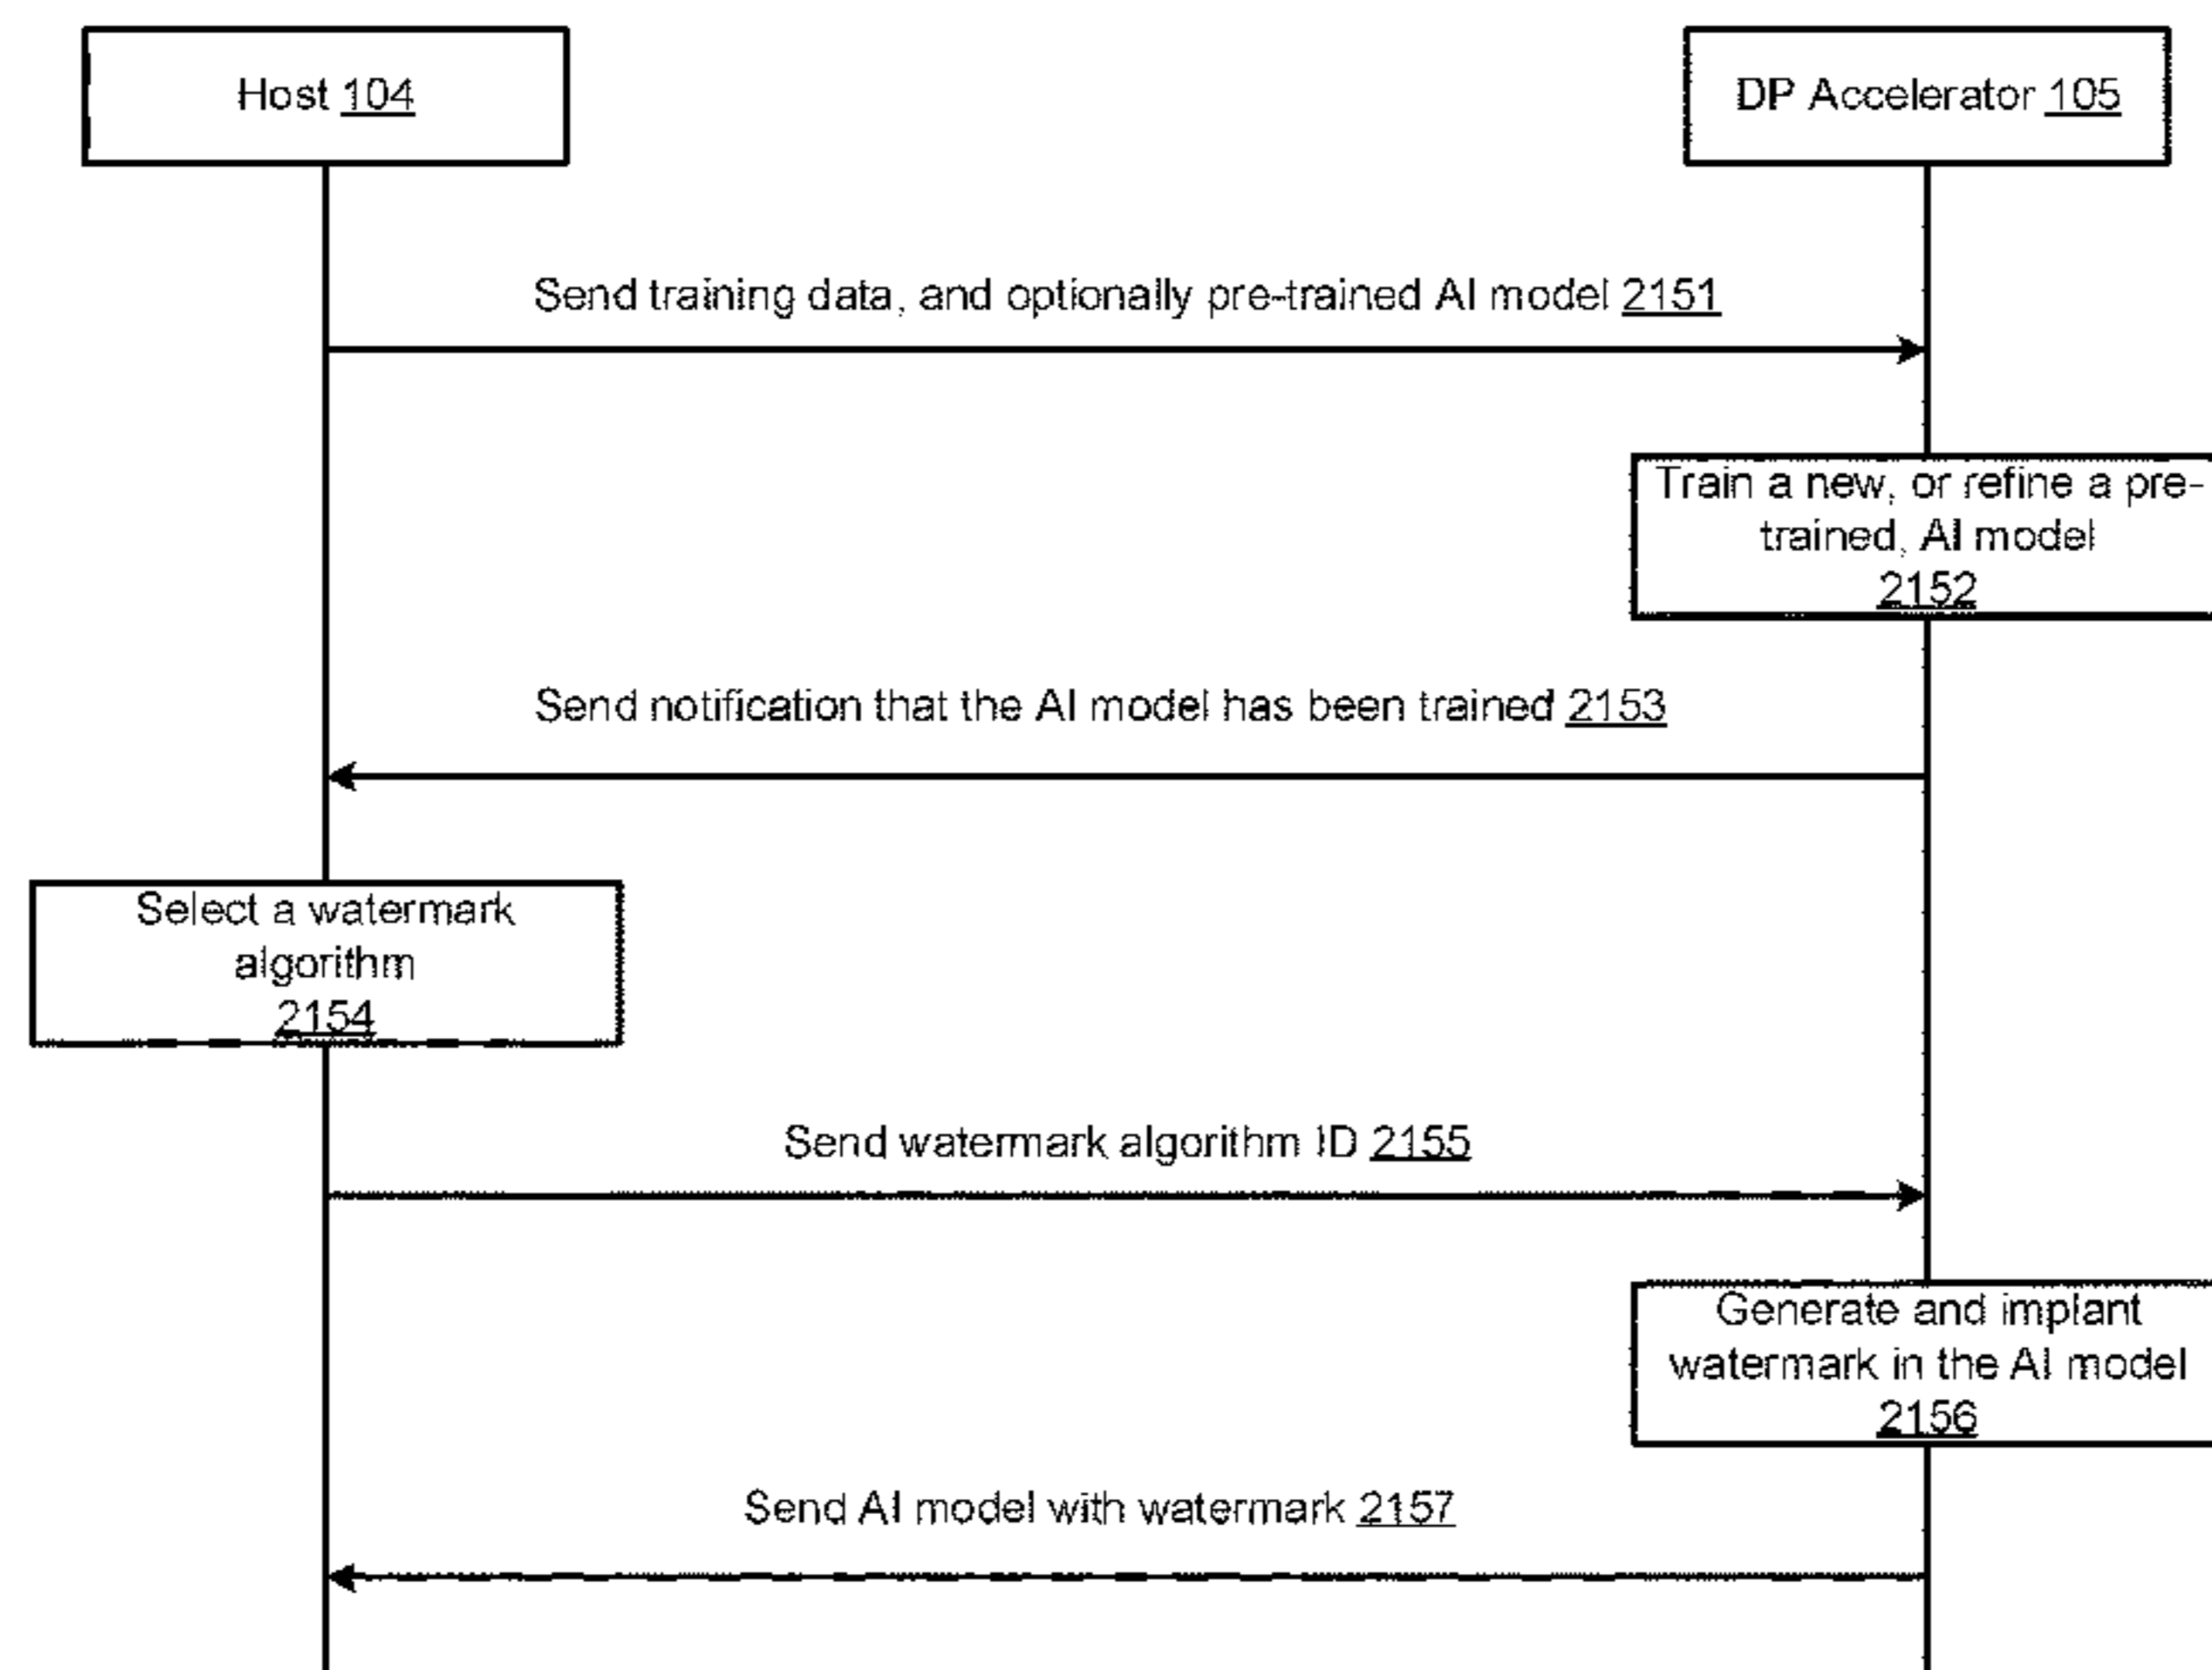 Host 104
DP Accelerator 105
Send training data, and optionally pre-trained AI model 2151
Train a new, or refine a pre-
trained, AI model
2152
Send notification that the AI model has been trained 2153
Select a watermark
algorithm
2154
Send watermark algorithm ID 2155
Generate and implant
watermark in the AI model
2156
Send AI model with watermark 2157